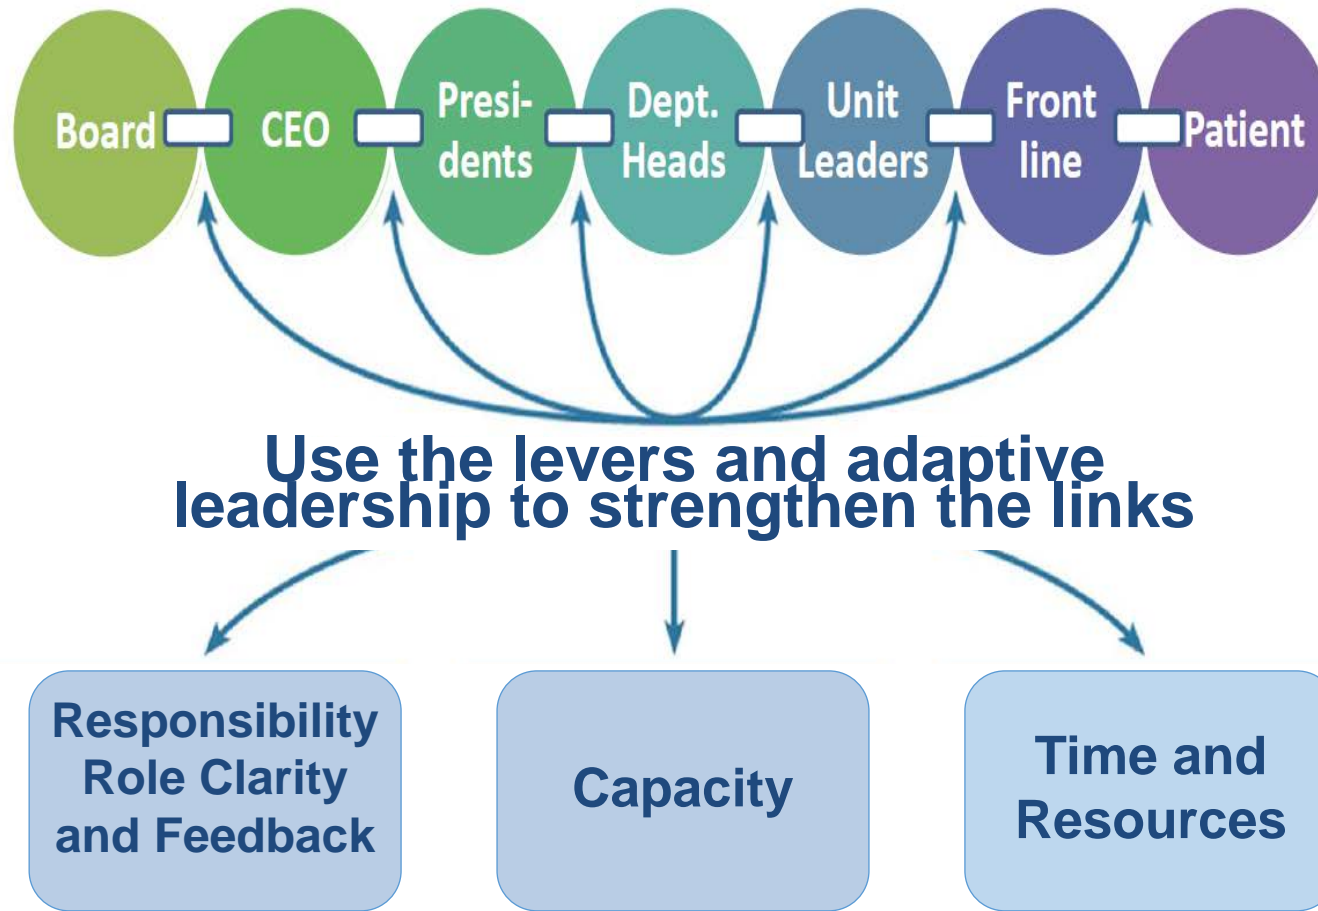 Board
CEO
Presi-
dents
Dept.
Heads
Unit
Leaders
Front
line
Patient
Use the levers and adaptive
leadership to strengthen the links
Responsibility
Role Clarity
and Feedback
Capacity
Time and
Resources